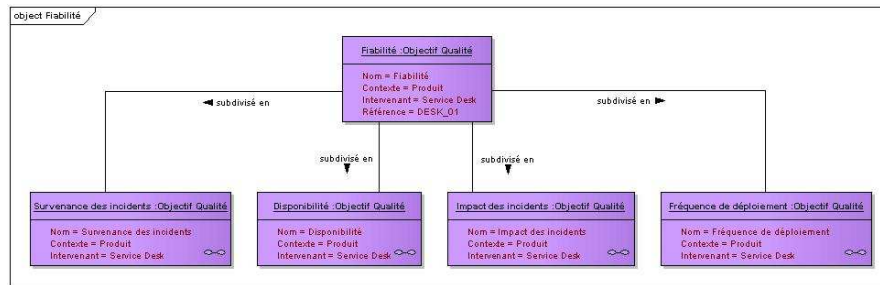 object Fiabilité
Fiabilité :Objectif Qualité
Nom = Fiabilité
Contexte = Produit
Intervenant = Service Desk
Référence = DESK_01
subdivisé en
subdivisé en
subdivisé en
subdivisé en
Survenance des incidents :Objectif Qualité
Nom = Survenance des incidents
Contexte = Produit
Intervenant = Service Desk
Disponibilité :Objectif Qualité
Nom = Disponibilité
Contexte = Produit
Intervenant = Service Desk
Impact des incidents :Objectif Qualité
Nom = Impact des incidents
Contexte = Produit
Intervenant = Service Desk
Fréquence de déploiement :Objectif Qualité
Nom = Fréquence de déploiement
Contexte = Produit
Intervenant = Service Desk